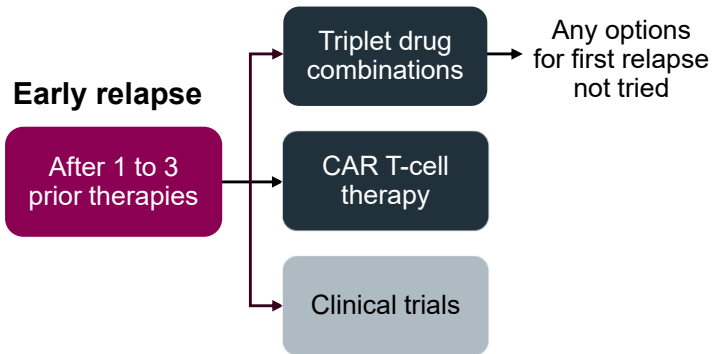 Early relapse
After 1 to 3
prior therapies
Triplet drug
combinations
Any options
for first relapse
not tried
CAR T-cell
therapy
Clinical trials